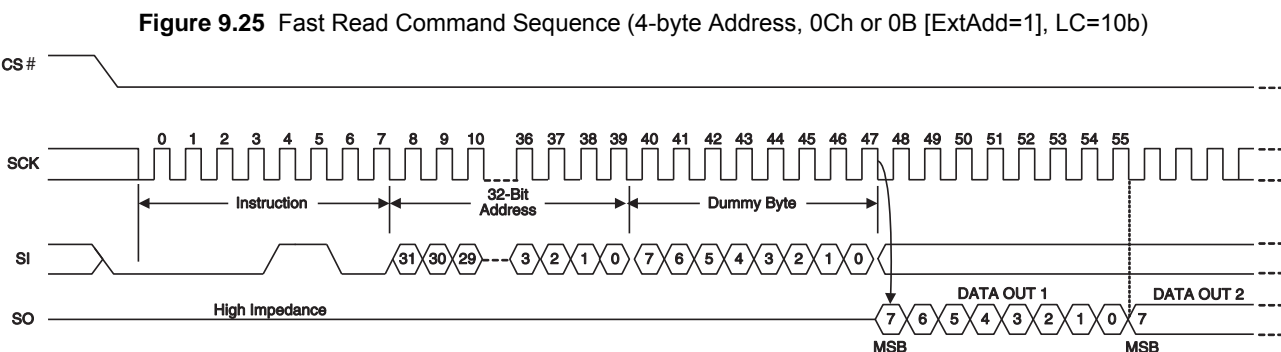 Figure 9.25 Fast Read Command Sequence (4-byte Address, 0Ch or 0B [ExtAdd=1], LC=10b)
CS #
0 1 2 3 4 5 6 7 8 9 10 36 37 38 39 40 41 42 43 44 45 46 47 48 49 50 51 52 53 54 55
SCK
Instruction
32-Bit
Address
Dummy Byte
SI
31 30 29 3 2 1 0 7 6 5 4 3 2 1 0
DATA OUT 1 DATA OUT 2
SO
High Impedance
7 6 5 4 3 2 1 0 7
MSB MSB